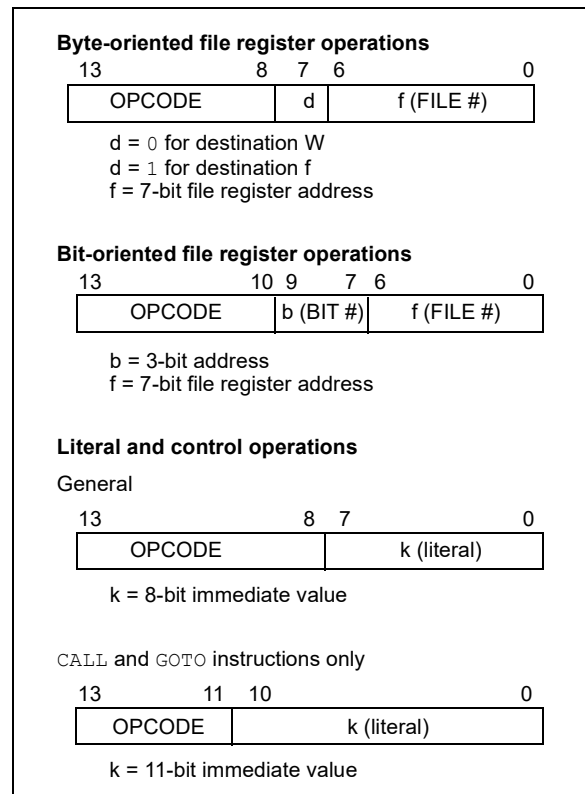 Byte-oriented file register operations
13 8 7 6 0
OPCODE d f (FILE #)
d = 0 for destination W
d = 1 for destination f
f = 7-bit file register address
Bit-oriented file register operations
13 10 9 7 6 0
OPCODE b (BIT #) f (FILE #)
b = 3-bit address
f = 7-bit file register address
Literal and control operations
General
13 8 7 0
OPCODE k (literal)
k = 8-bit immediate value
CALL and GOTO instructions only
13 11 10 0
OPCODE k (literal)
k = 11-bit immediate value